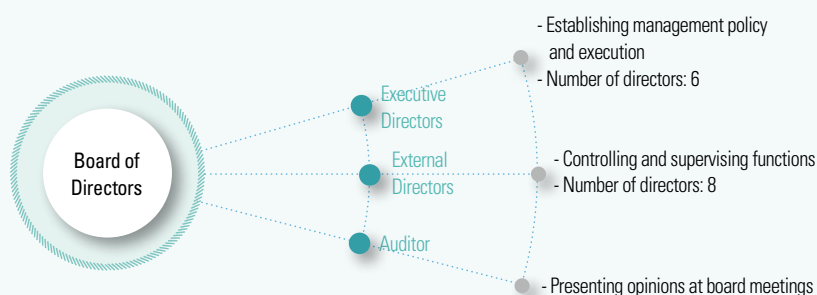 Board of
Directors
Executive
Directors
- Establishing management policy
and execution
- Number of directors: 6
External
Directors
- Controlling and supervising functions
- Number of directors: 8
Auditor
- Presenting opinions at board meetings